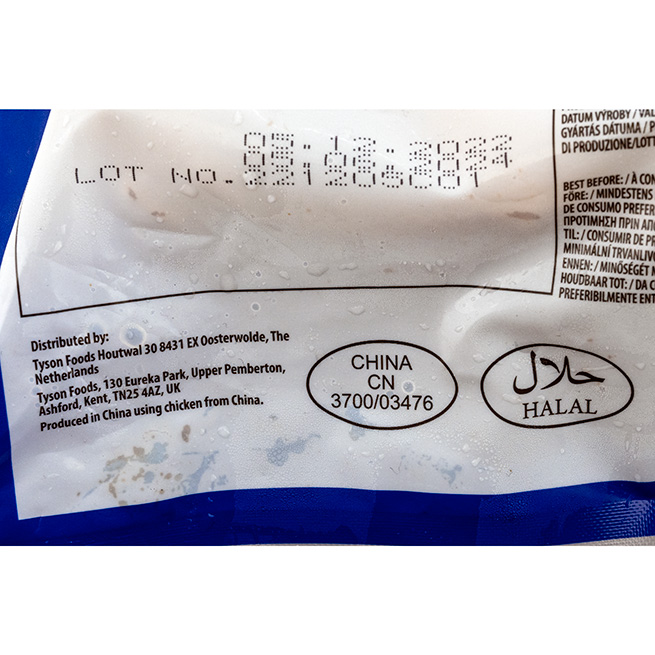 LOT NO.
DATUM VÝROBY / VAL
GYÁRTÁS DÁTUMA / P
DI PRODUZIONE/LOTT
BEST BEFORE: / À CON
FÖRE: / MINDESTENS
DE CONSUMO PREFER
ΠΡΟΤΙΜΗΣΗ ΠΡΙΝ ΑΠΟ
TIL: / CONSUMIR DE PR
MINIMÁLNÍ TRVANLIVO
ENNEN: / MINŐSÉGÉT M
HOUDBAAR TOT: / DA C
PREFERIBILMENTE ENT
Distributed by:
Tyson Foods Houtwal 30 8431 EX Oosterwolde, The
Netherlands
Tyson Foods, 130 Eureka Park, Upper Pemberton,
Ashford, Kent, TN25 4AZ, UK
Produced in China using chicken from China.
CHINA
CN
3700/03476
حلال
HALAL